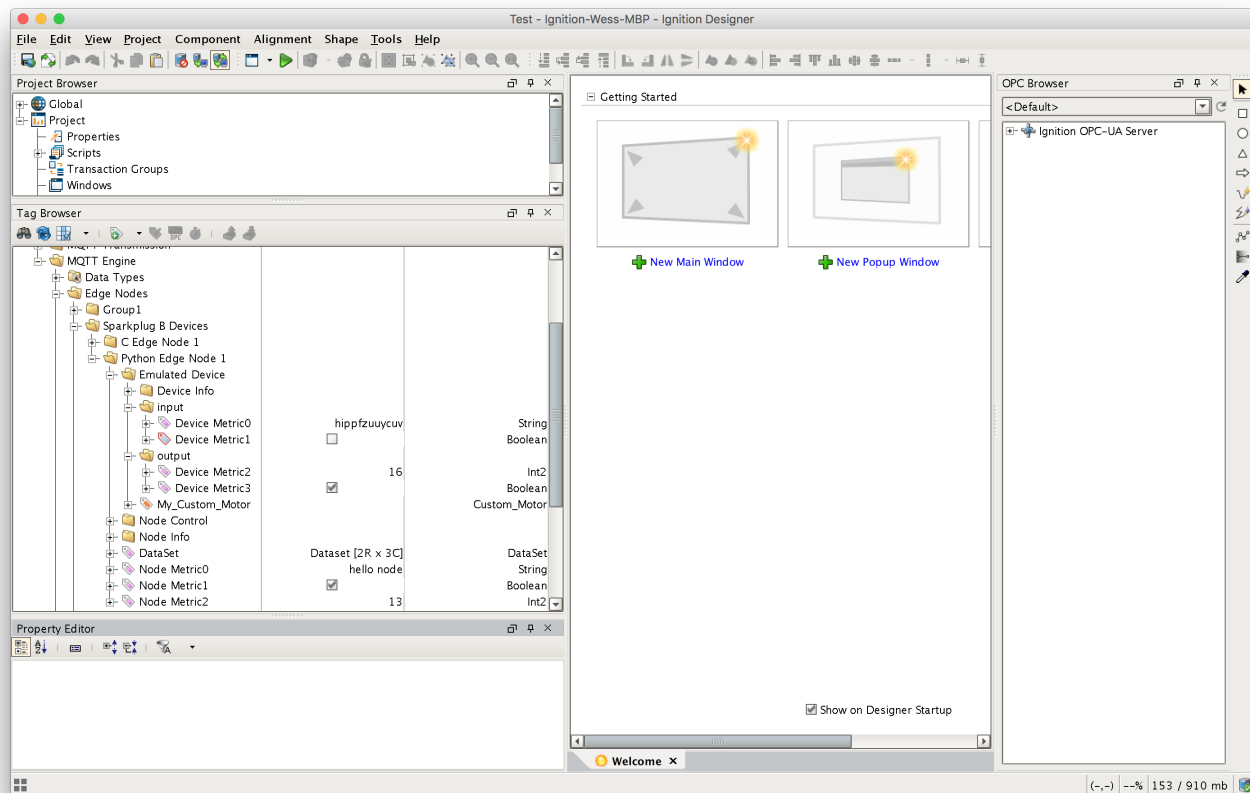 Test - Ignition-Wess-MBP - Ignition Designer
File Edit View Project Component Alignment Shape Tools Help
Project Browser
Global
Project
Properties
Scripts
Transaction Groups
Windows
Tag Browser
OPC
MQTT Transmission
MQTT Engine
Data Types
Edge Nodes
Group1
Sparkplug B Devices
C Edge Node 1
Python Edge Node 1
Emulated Device
Device Info
input
Device Metric0 hippfzuuycuv String
Device Metric1 Boolean
output
Device Metric2 16 Int2
Device Metric3 Boolean
My_Custom_Motor Custom_Motor
Node Control
Node Info
DataSet Dataset [2R x 3C] DataSet
Node Metric0 hello node String
Node Metric1 Boolean
Node Metric2 13 Int2
Property Editor
Getting Started
New Main Window
New Popup Window
Show on Designer Startup
Welcome
OPC Browser
<Default>
Ignition OPC-UA Server
(-,-) --% 153 / 910 mb